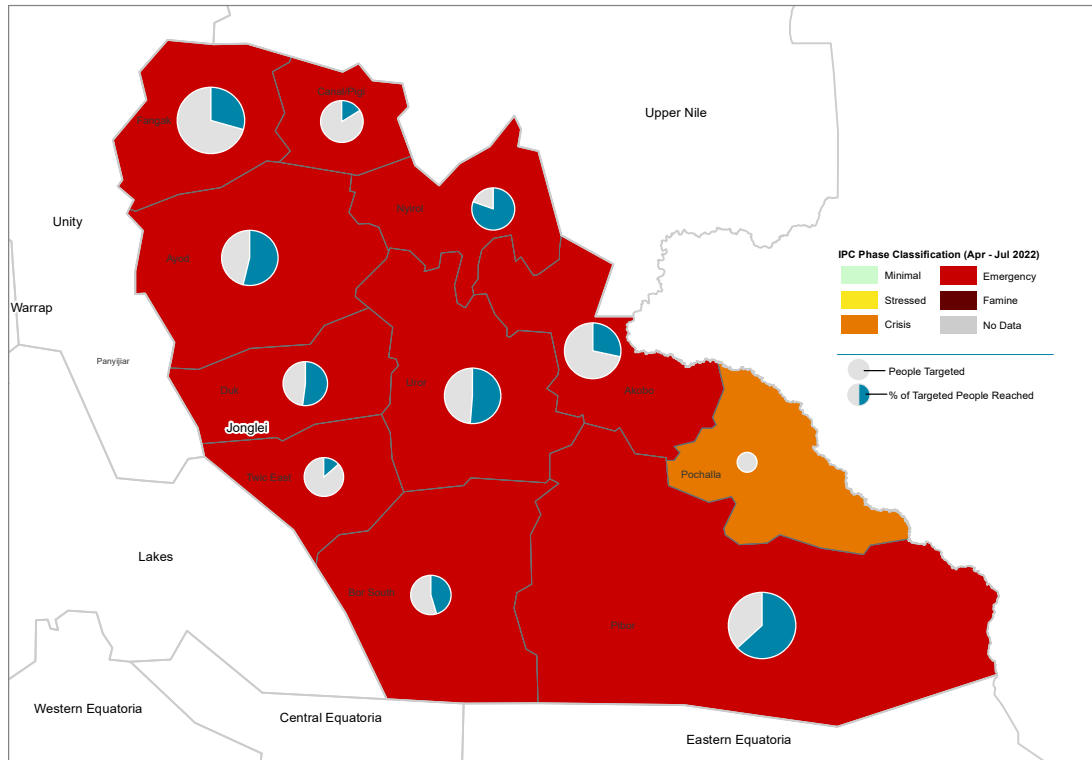 Canal/Pigi
Fangak
Upper Nile
Nyirol
Unity
Ayod
IPC Phase Classification (Apr - Jul 2022)
Minimal
Emergency
Stressed
Famine
Crisis
No Data
Warrap
Panyijiar
People Targeted
% of Targeted People Reached
Duk
Uror
Akobo
Jonglei
Pochalla
Twic East
Lakes
Bor South
Pibor
Western Equatoria
Central Equatoria
Eastern Equatoria